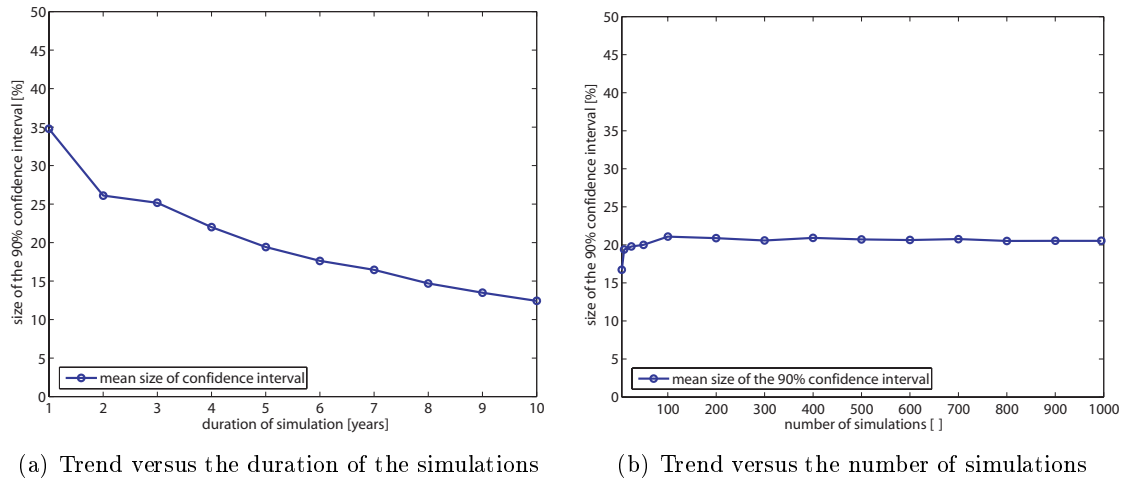 50
45
40
35
30
25
20
15
10
5
0
size of the 90% confidence interval [%]
mean size of confidence interval
1 2 3 4 5 6 7 8 9 10
duration of simulation [years]
(a) Trend versus the duration of the simulations
50
45
40
35
30
25
20
15
10
5
0
size of the 90% confidence interval [%]
mean size of the 90% confidence interval
100 200 300 400 500 600 700 800 900 1000
number of simulations [ ]
(b) Trend versus the number of simulations